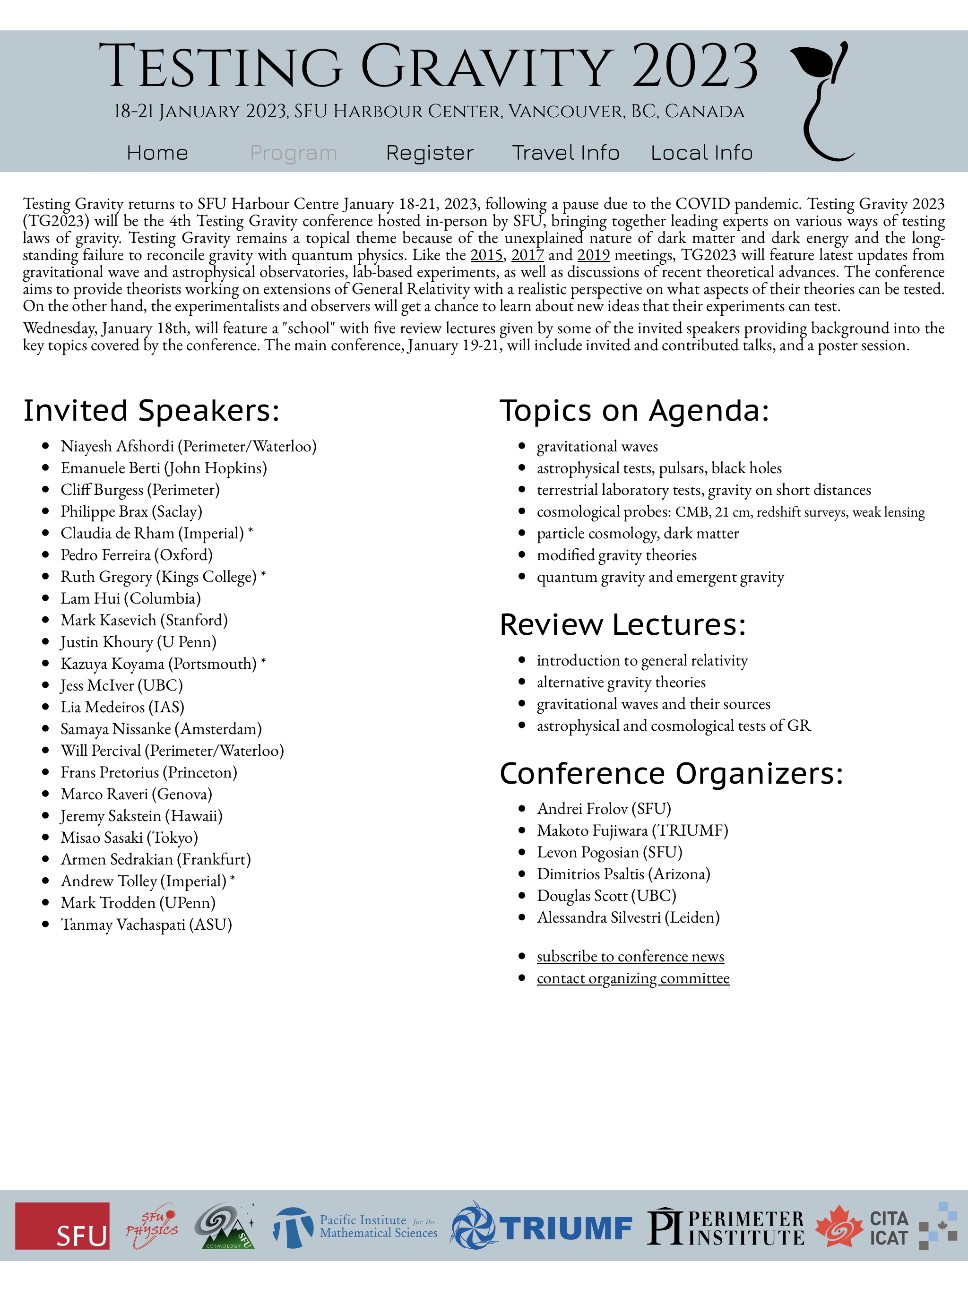 Testing Gravity 2023
18-21 January 2023, SFU Harbour Center, Vancouver, BC, Canada
Home Program Register Travel Info Local Info
Testing Gravity returns to SFU Harbour Centre January 18-21, 2023, following a pause due to the COVID pandemic. Testing Gravity 2023
(TG2023) will be the 4th Testing Gravity conference hosted in-person by SFU, bringing together leading experts on various ways of testing
laws of gravity. Testing Gravity remains a topical theme because of the unexplained nature of dark matter and dark energy and the long-
standing failure to reconcile gravity with quantum physics. Like the 2015, 2017 and 2019 meetings, TG2023 will feature latest updates from
gravitational wave and astrophysical observatories, lab-based experiments, as well as discussions of recent theoretical advances. The conference
aims to provide theorists working on extensions of General Relativity with a realistic perspective on what aspects of their theories can be tested.
On the other hand, the experimentalists and observers will get a chance to learn about new ideas that their experiments can test.
Wednesday, January 18th, will feature a "school" with five review lectures given by some of the invited speakers providing background into the
key topics covered by the conference. The main conference, January 19-21, will include invited and contributed talks, and a poster session.
Invited Speakers:
• Niayesh Afshordi (Perimeter/Waterloo)
• Emanuele Berti (John Hopkins)
• Cliff Burgess (Perimeter)
• Philippe Brax (Saclay)
• Claudia de Rham (Imperial) *
• Pedro Ferreira (Oxford)
• Ruth Gregory (Kings College) *
• Lam Hui (Columbia)
• Mark Kasevich (Stanford)
• Justin Khoury (U Penn)
• Kazuya Koyama (Portsmouth) *
• Jess McIver (UBC)
• Lia Medeiros (IAS)
• Samaya Nissanke (Amsterdam)
• Will Percival (Perimeter/Waterloo)
• Frans Pretorius (Princeton)
• Marco Raveri (Genova)
• Jeremy Sakstein (Hawaii)
• Misao Sasaki (Tokyo)
• Armen Sedrakian (Frankfurt)
• Andrew Tolley (Imperial) *
• Mark Trodden (UPenn)
• Tanmay Vachaspati (ASU)
Topics on Agenda:
• gravitational waves
• astrophysical tests, pulsars, black holes
• terrestrial laboratory tests, gravity on short distances
• cosmological probes: CMB, 21 cm, redshift surveys, weak lensing
• particle cosmology, dark matter
• modified gravity theories
• quantum gravity and emergent gravity
Review Lectures:
• introduction to general relativity
• alternative gravity theories
• gravitational waves and their sources
• astrophysical and cosmological tests of GR
Conference Organizers:
• Andrei Frolov (SFU)
• Makoto Fujiwara (TRIUMF)
• Levon Pogosian (SFU)
• Dimitrios Psaltis (Arizona)
• Douglas Scott (UBC)
• Alessandra Silvestri (Leiden)
• subscribe to conference news
• contact organizing committee
SFU
SFU PHYSICS
COSMOLOGY SFU
Pacific Institute for the
Mathematical Sciences
TRIUMF
PI PERIMETER
INSTITUTE
CITA
ICAT